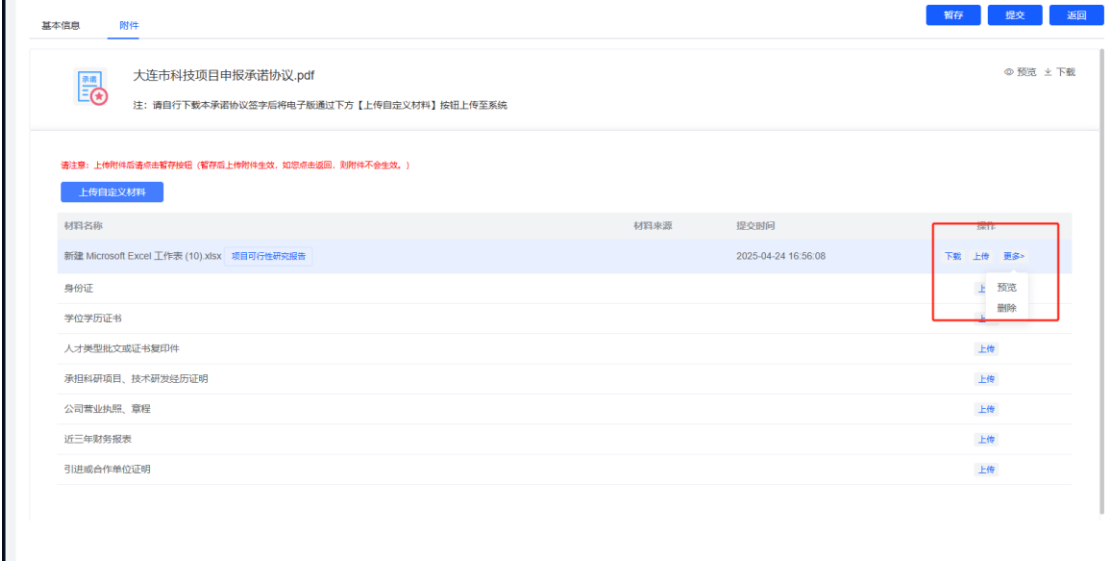 基本信息 附件 暂存 提交 返回
承诺
大连市科技项目申报承诺协议.pdf 预览 下载
注：请自行下载本承诺协议签字后将电子版通过下方【上传自定义材料】按钮上传至系统
请注意：上传附件后请点击暂存按钮（暂存后上传附件生效，如您点击返回，则附件不会生效。）
上传自定义材料
材料名称 材料来源 提交时间 操作
新建 Microsoft Excel 工作表 (10).xlsx 项目可行性研究报告 2025-04-24 16:56:08 下载 上传 更多>
身份证 上 预览
删除
学位学历证书 上
人才类型批文或证书复印件 上传
承担科研项目、技术研发经历证明 上传
公司营业执照、章程 上传
近三年财务报表 上传
引进或合作单位证明 上传